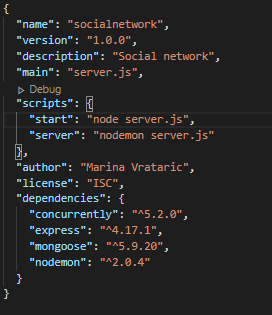 {
"name": "socialnetwork",
"version": "1.0.0",
"description": "Social network",
"main": "server.js",
Debug
"scripts": {
"start": "node server.js",
"server": "nodemon server.js"
},
"author": "Marina Vrataric",
"license": "ISC",
"dependencies": {
"concurrently": "^5.2.0",
"express": "^4.17.1",
"mongoose": "^5.9.20",
"nodemon": "^2.0.4"
}
}